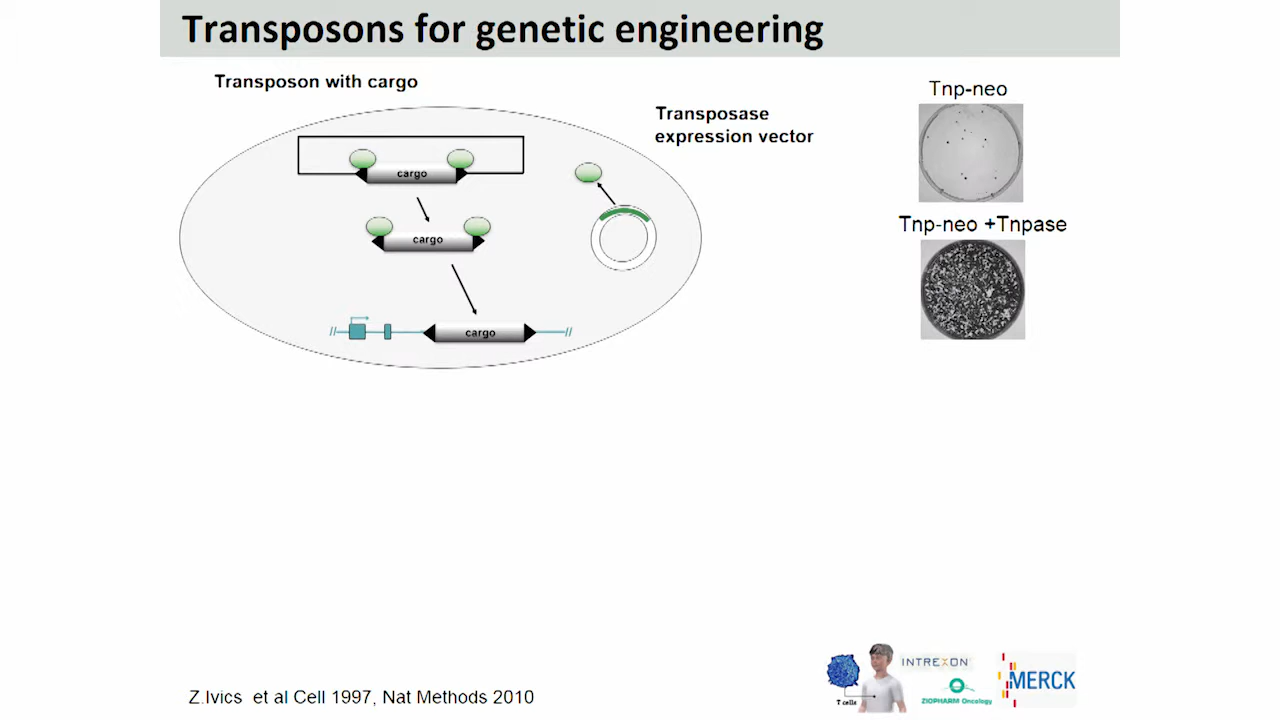 Transposons for genetic engineering
Transposon with cargo
Transposase
expression vector
cargo
cargo
cargo
Tnp-neo
Tnp-neo +Tnpase
Z.Ivics et al Cell 1997, Nat Methods 2010
T cells
INTREXON
ZIOPHARM Oncology
MERCK